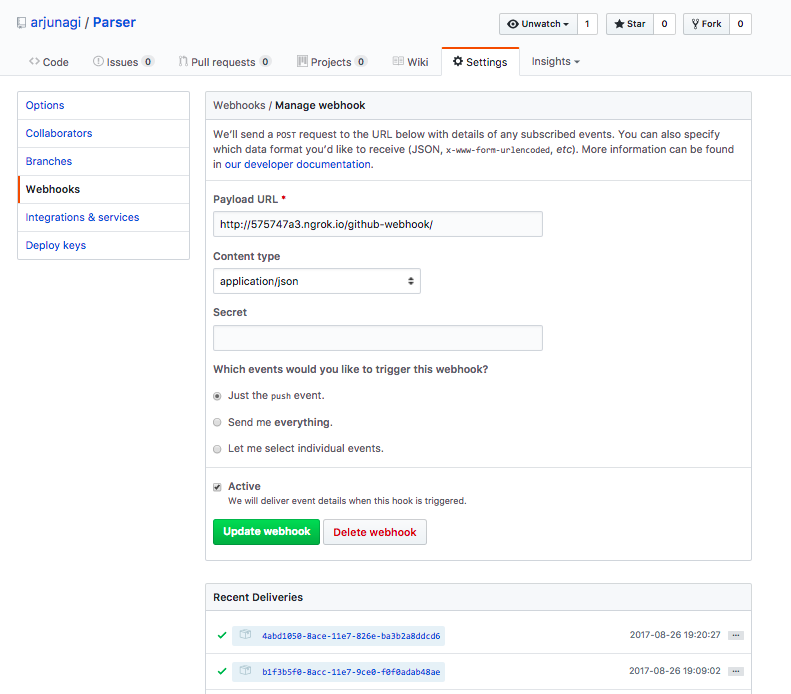 arjunagi / Parser
Unwatch 1 Star 0 Fork 0
Code Issues 0 Pull requests 0 Projects 0 Wiki Settings Insights
Options
Collaborators
Branches
Webhooks
Integrations & services
Deploy keys
Webhooks / Manage webhook
We'll send a POST request to the URL below with details of any subscribed events. You can also specify
which data format you'd like to receive (JSON, x-www-form-urlencoded, etc). More information can be found
in our developer documentation.
Payload URL *
http://575747a3.ngrok.io/github-webhook/
Content type
application/json
Secret
Which events would you like to trigger this webhook?
Just the push event.
Send me everything.
Let me select individual events.
Active
We will deliver event details when this hook is triggered.
Update webhook Delete webhook
Recent Deliveries
4abd1050-8ace-11e7-826e-ba3b2a8ddcd6 2017-08-26 19:20:27 ...
b1f3b5f0-8acc-11e7-9ce0-f0f0adab48ae 2017-08-26 19:09:02 ...